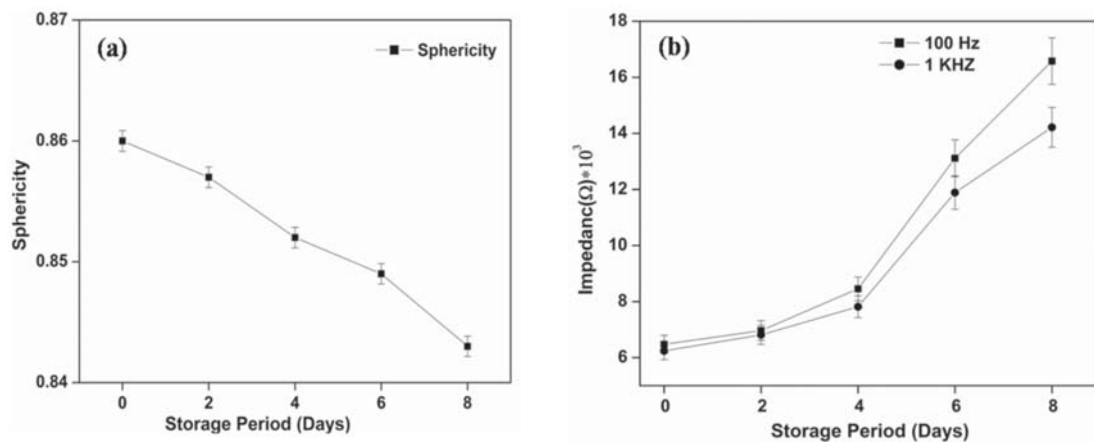 (a)
Sphericity
0.87
0.86
0.85
0.84
Sphericity
0
2
4
6
8
Storage Period (Days)
(b)
100 Hz
1 KHZ
18
16
14
12
10
8
6
Impedanc(Ω)*10³
0
2
4
6
8
Storage Period (Days)